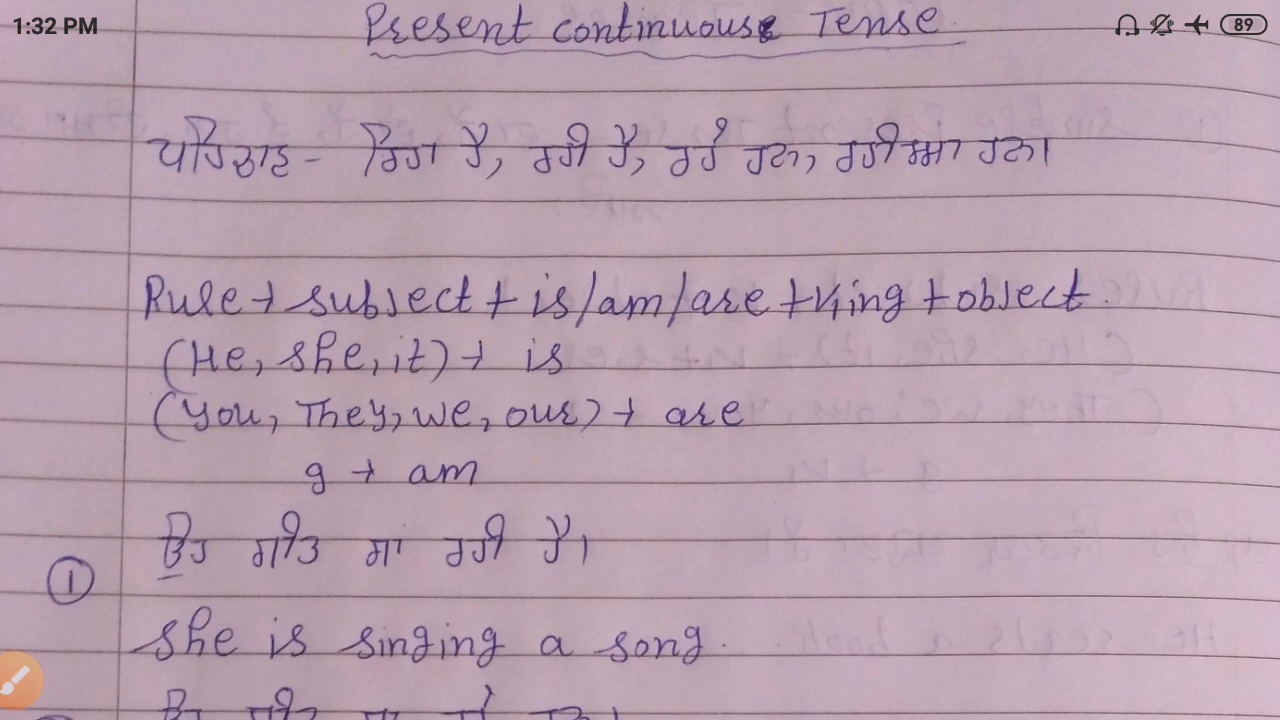 1:32 PM
89
Present continuous Tense.
ਪਹਿਚਾਣ - ਰਿਹਾ ਹੈ, ਰਹੀ ਹੈ, ਰਹੇ ਹਨ, ਰਹੀਆ ਹਨ।
Rule → subject + is/am/are + V₁ing + object.
(He, she, it) → is
(You, They, we, our) → are
I → am
ਉਹ ਗੀਤ ਗਾ ਰਹੀ ਹੈ।
1
She is singing a song.